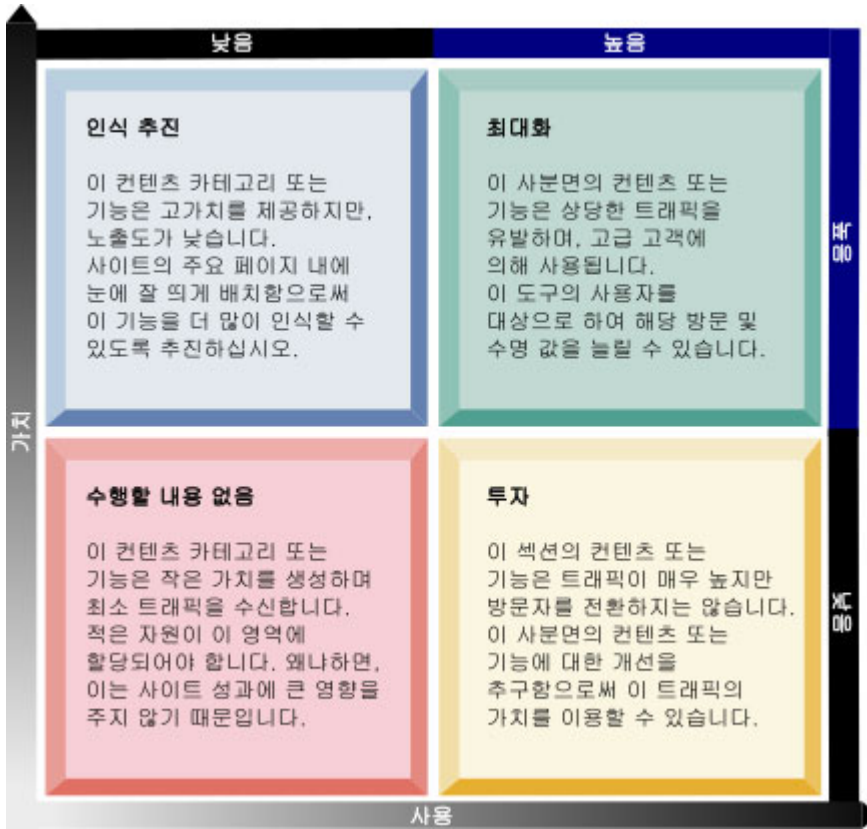 낮음
높음
인식 추진
이 컨텐츠 카테고리 또는
기능은 고가치를 제공하지만,
노출도가 낮습니다.
사이트의 주요 페이지 내에
눈에 잘 띄게 배치함으로써
이 기능을 더 많이 인식할 수
있도록 추진하십시오.
최대화
이 사분면의 컨텐츠 또는
기능은 상당한 트래픽을
유발하며, 고급 고객에
의해 사용됩니다.
이 도구의 사용자를
대상으로 하여 해당 방문 및
수명 값을 늘릴 수 있습니다.
높음
가치
수행할 내용 없음
이 컨텐츠 카테고리 또는
기능은 작은 가치를 생성하며
최소 트래픽을 수신합니다.
적은 자원이 이 영역에
할당되어야 합니다. 왜냐하면,
이는 사이트 성과에 큰 영향을
주지 않기 때문입니다.
투자
이 섹션의 컨텐츠 또는
기능은 트래픽이 매우 높지만
방문자를 전환하지는 않습니다.
이 사분면의 컨텐츠 또는
기능에 대한 개선을
추구함으로써 이 트래픽의
가치를 이용할 수 있습니다.
낮음
사용